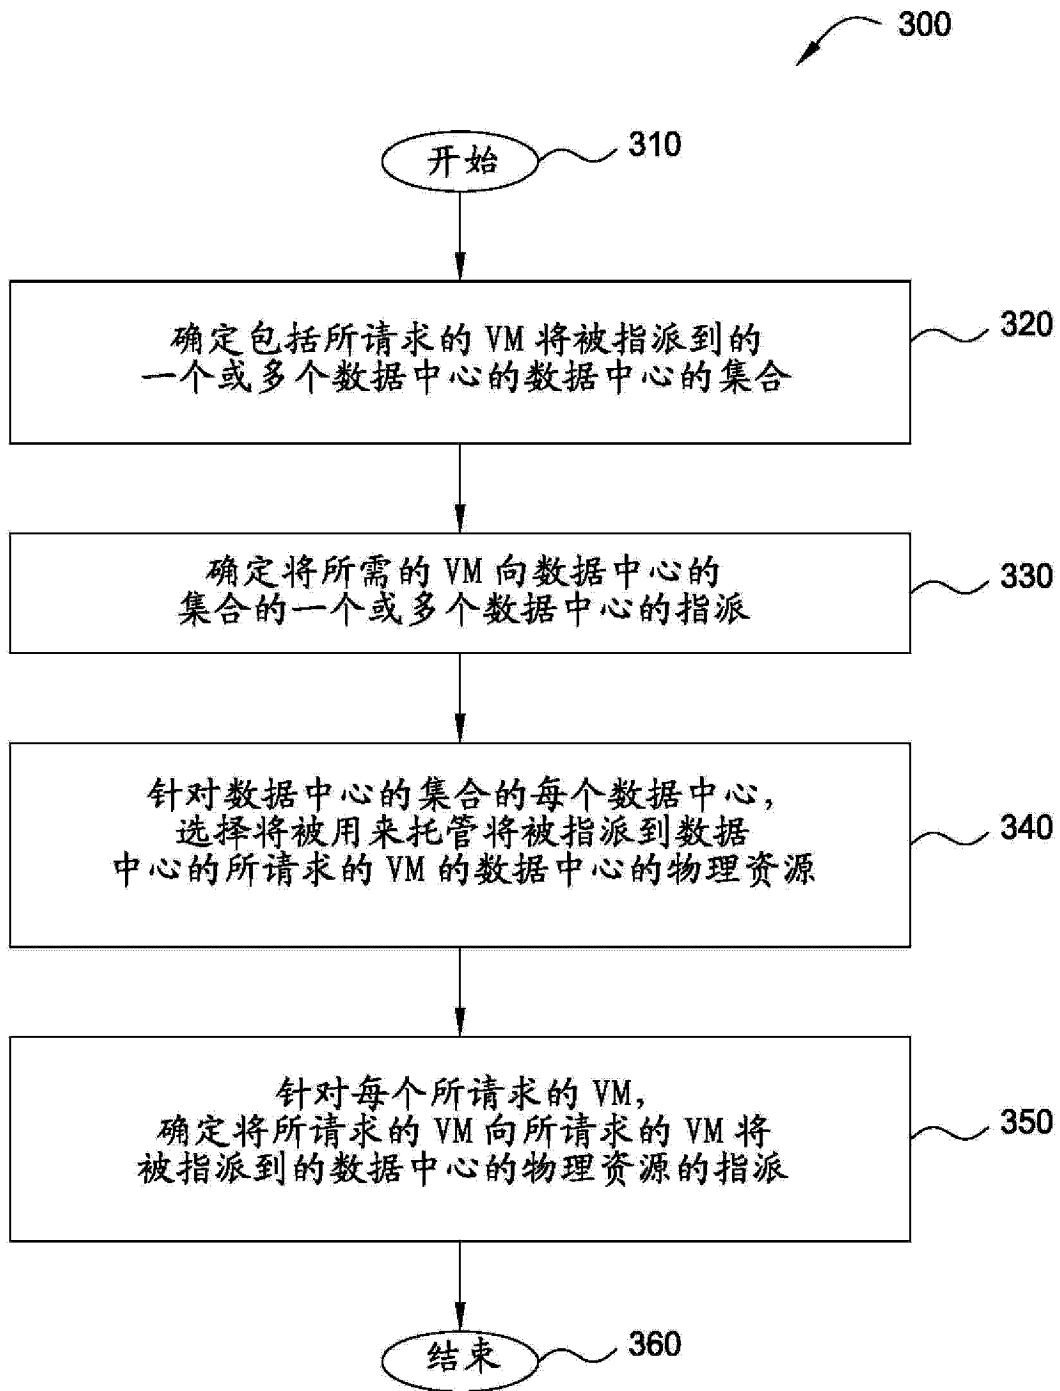 300
开始
310
确定包括所请求的 VM 将被指派到的
一个或多个数据中心的数据中心的集合
320
确定将所需的 VM 向数据中心的
集合的一个或多个数据中心的指派
330
针对数据中心的集合的每个数据中心，
选择将被用来托管将被指派到数据
中心的所请求的 VM 的数据中心的物理资源
340
针对每个所请求的 VM，
确定将所请求的 VM 向所请求的 VM 将
被指派到的数据中心的物理资源的指派
350
结束
360